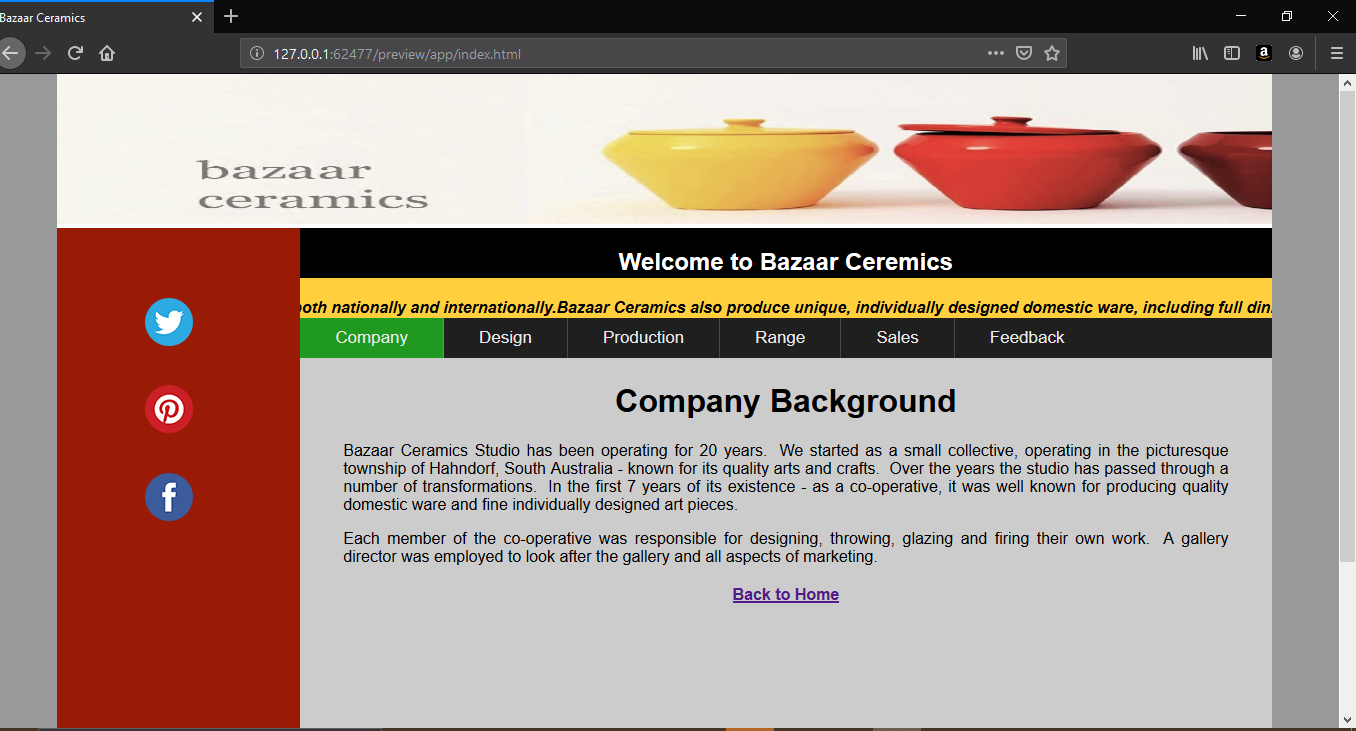 Bazaar Ceramics
127.0.0.1:62477/preview/app/index.html
a
bazaar
ceramics
Welcome to Bazaar Ceremics
both nationally and internationally.Bazaar Ceramics also produce unique, individually designed domestic ware, including full
Company Design Production Range Sales Feedback
Company Background
Bazaar Ceramics Studio has been operating for 20 years. We started as a small collective, operating in the picturesque
township of Hahndorf, South Australia - known for its quality arts and crafts. Over the years the studio has passed through a
number of transformations. In the first 7 years of its existence - as a co-operative, it was well known for producing quality
domestic ware and fine individually designed art pieces.
Each member of the co-operative was responsible for designing, throwing, glazing and firing their own work. A gallery
director was employed to look after the gallery and all aspects of marketing.
Back to Home